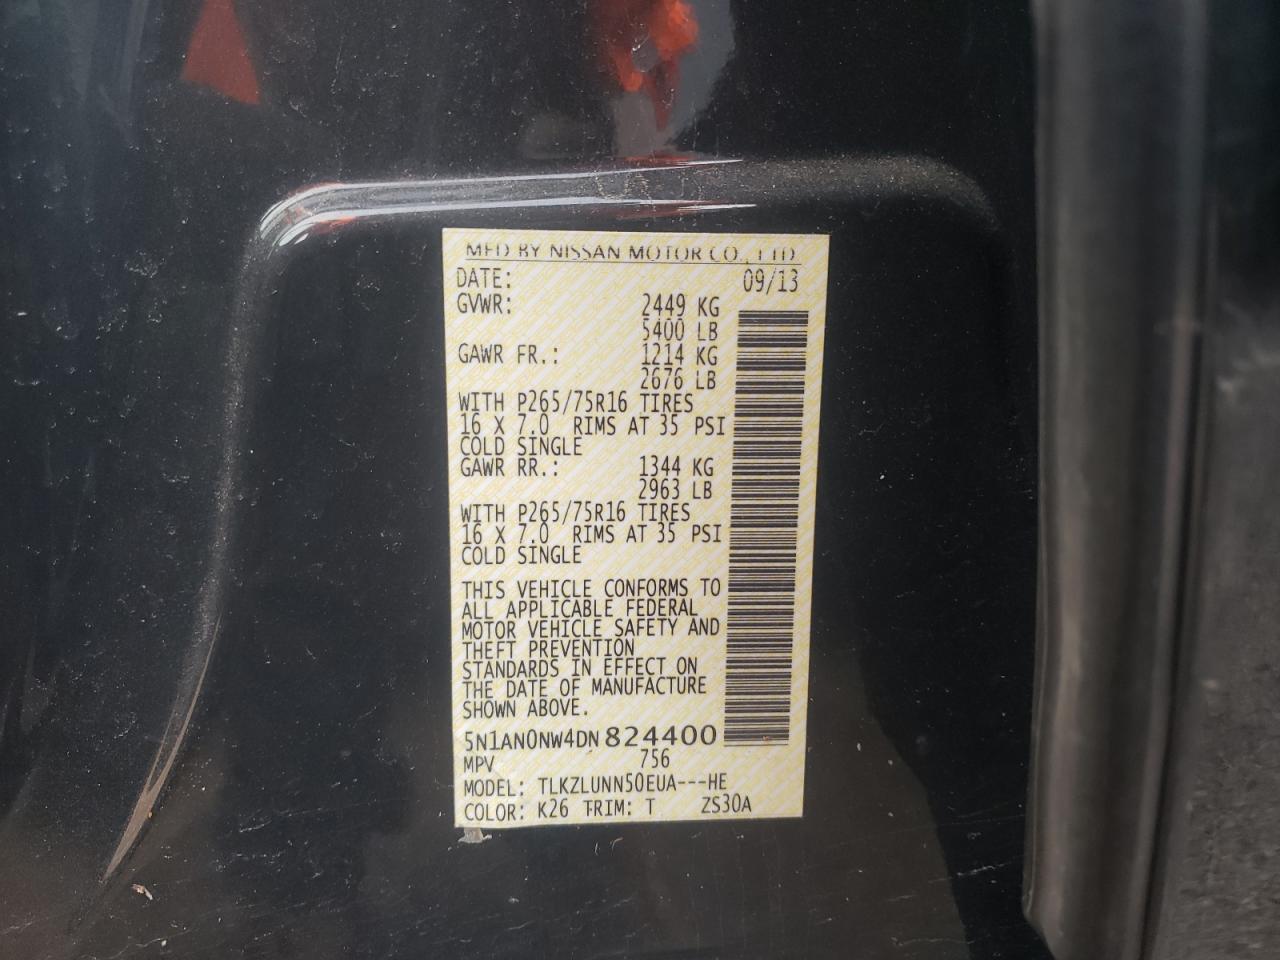 MFD BY NISSAN MOTOR CO., LTD
DATE: 09/13
GVWR: 2449 KG
5400 LB
GAWR FR.: 1214 KG
2676 LB
WITH P265/75R16 TIRES
16 X 7.0 RIMS AT 35 PSI
COLD SINGLE
GAWR RR.: 1344 KG
2963 LB
WITH P265/75R16 TIRES
16 X 7.0 RIMS AT 35 PSI
COLD SINGLE
THIS VEHICLE CONFORMS TO
ALL APPLICABLE FEDERAL
MOTOR VEHICLE SAFETY AND
THEFT PREVENTION
STANDARDS IN EFFECT ON
THE DATE OF MANUFACTURE
SHOWN ABOVE.
5N1AN0NW4DN824400
MPV 756
MODEL: TLKZLUNN50EUA---HE
COLOR: K26 TRIM: T ZS30A